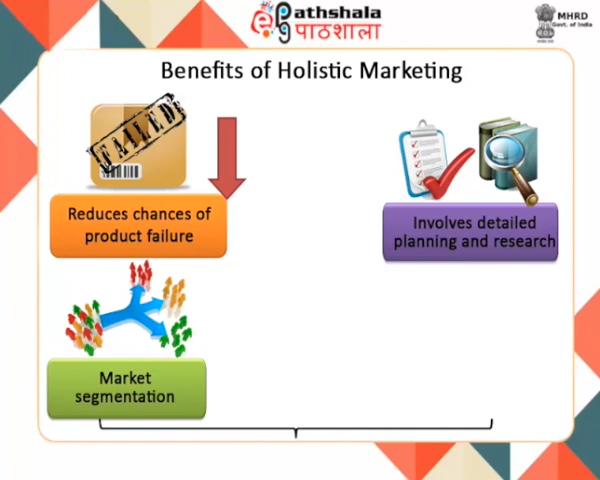 ePathshala
पाठशाला
MHRD
Govt. of India
Benefits of Holistic Marketing
FAILED
Reduces chances of
product failure
Involves detailed
planning and research
Market
segmentation